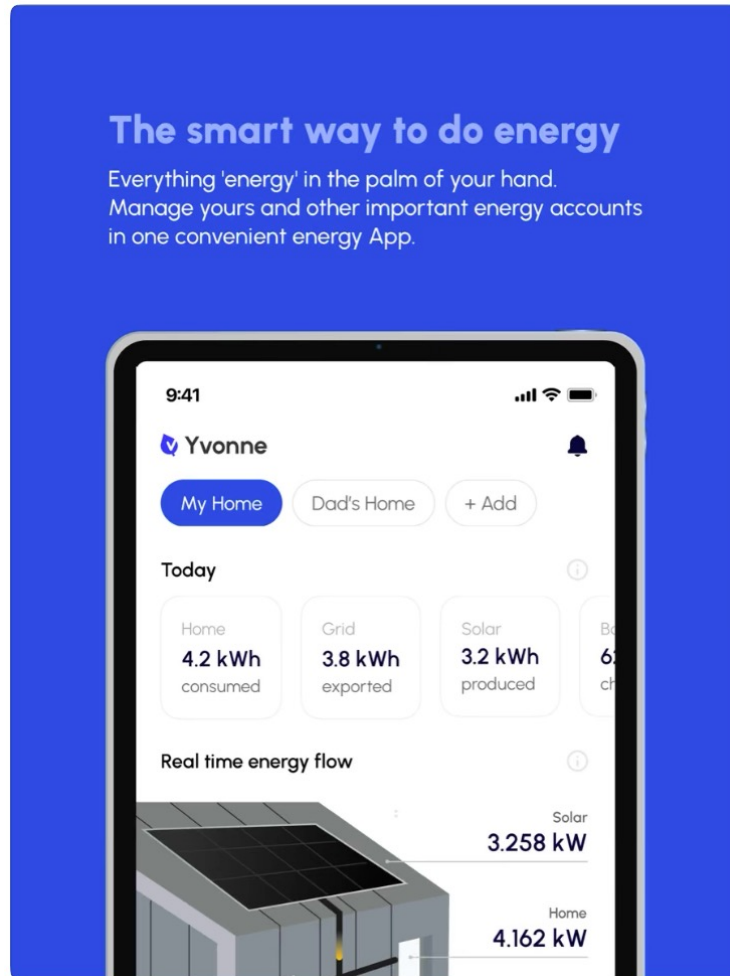 The smart way to do energy
Everything 'energy' in the palm of your hand.
Manage yours and other important energy accounts
in one convenient energy App.
9:41
Yvonne
My Home
Dad's Home
+ Add
Today
Home
4.2 kWh
consumed
Grid
3.8 kWh
exported
Solar
3.2 kWh
produced
Real time energy flow
Solar
3.258 kW
Home
4.162 kW